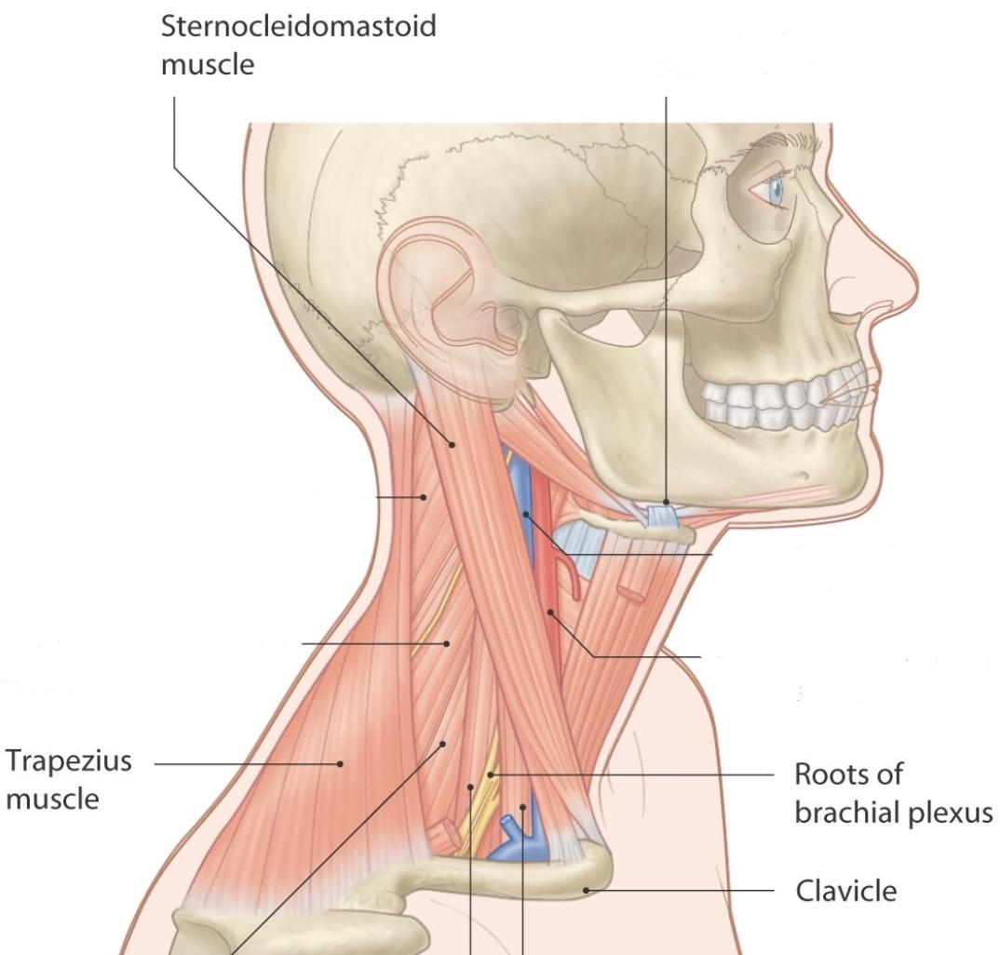 Sternocleidomastoid
muscle
Trapezius
muscle
Roots of
brachial plexus
Clavicle